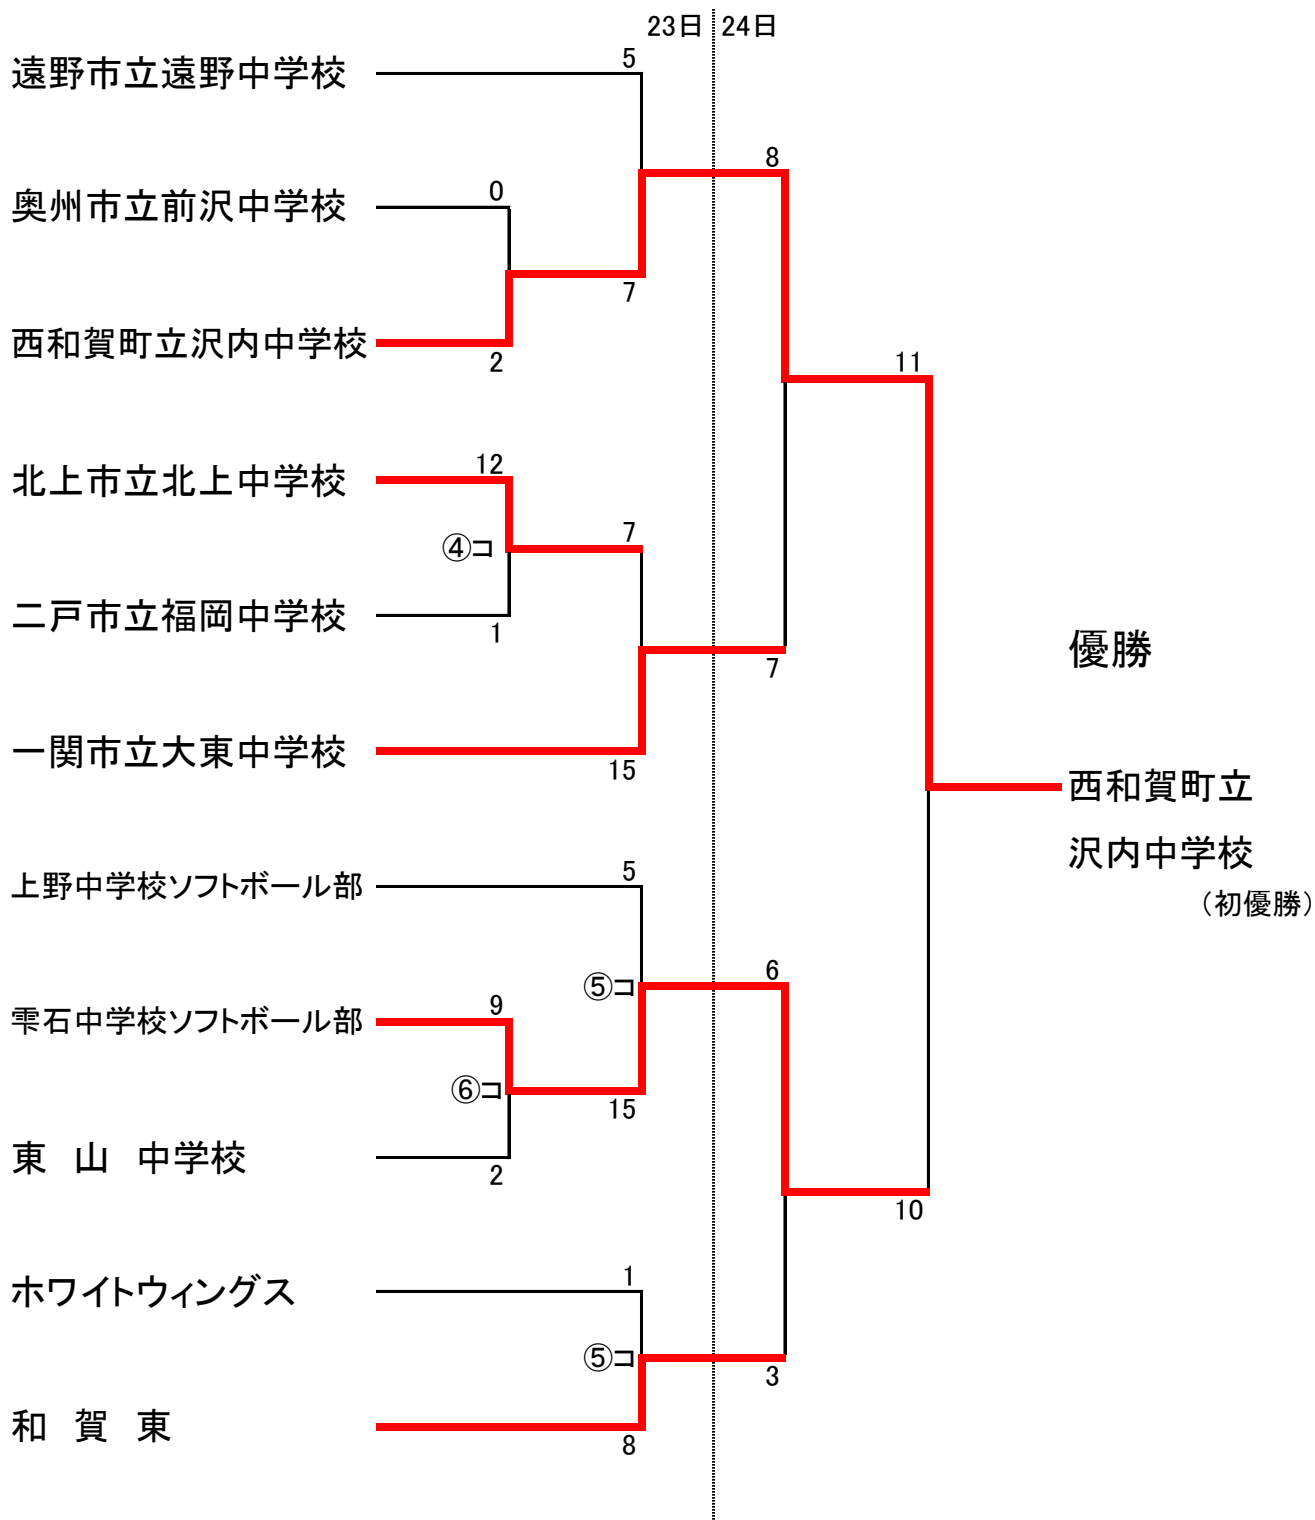 23日 24日
遠野市立遠野中学校
5
8
奥州市立前沢中学校
0
7
西和賀町立沢内中学校
2
11
北上市立北上中学校
12
7
④コ
二戸市立福岡中学校
1
7
優勝
一関市立大東中学校
15
西和賀町立
沢内中学校
（初優勝）
上野中学校ソフトボール部
5
6
⑤コ
雫石中学校ソフトボール部
9
⑥コ
15
東 山 中学校
2
10
ホワイトウィングス
1
⑤コ
3
和 賀 東
8